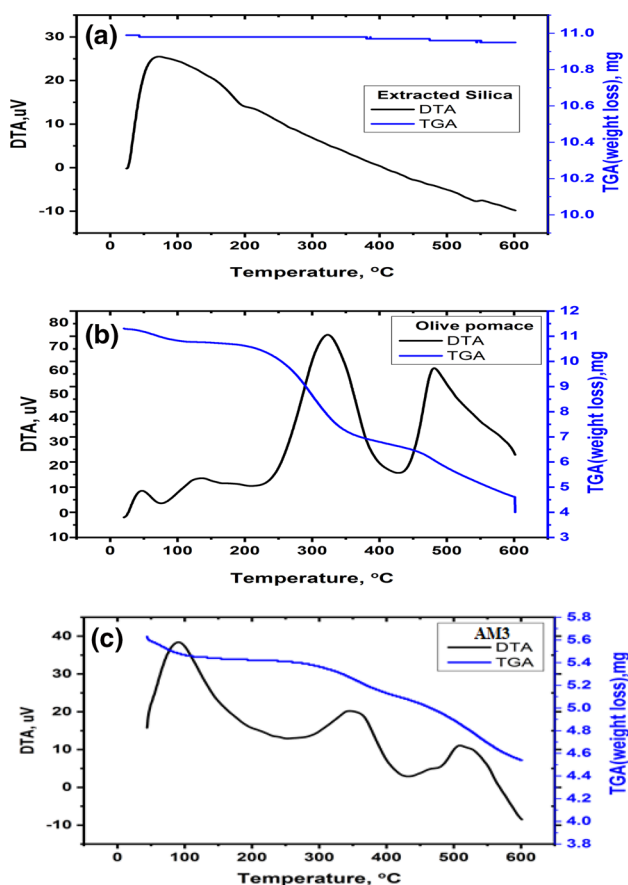 (a)
30
20
10
0
-10
DTA,uV
Extracted Silica
DTA
TGA
11.0
10.8
10.6
10.4
10.2
10.0
TGA(weight loss), mg
0 100 200 300 400 500 600
Temperature, °C
(b)
80
70
60
50
40
30
20
10
0
10
DTA, uV
Olive pomace
DTA
TGA
12
11
10
9
8
7
6
5
4
3
TGA(weight loss),mg
0 100 200 300 400 500 600
Temperature, °C
(c)
40
30
20
10
0
-10
DTA, uV
AM3
DTA
TGA
5.8
5.6
5.4
5.2
5.0
4.8
4.6
4.4
4.2
4.0
3.8
TGA(weight loss),mg
0 100 200 300 400 500 600
Temperature, °C